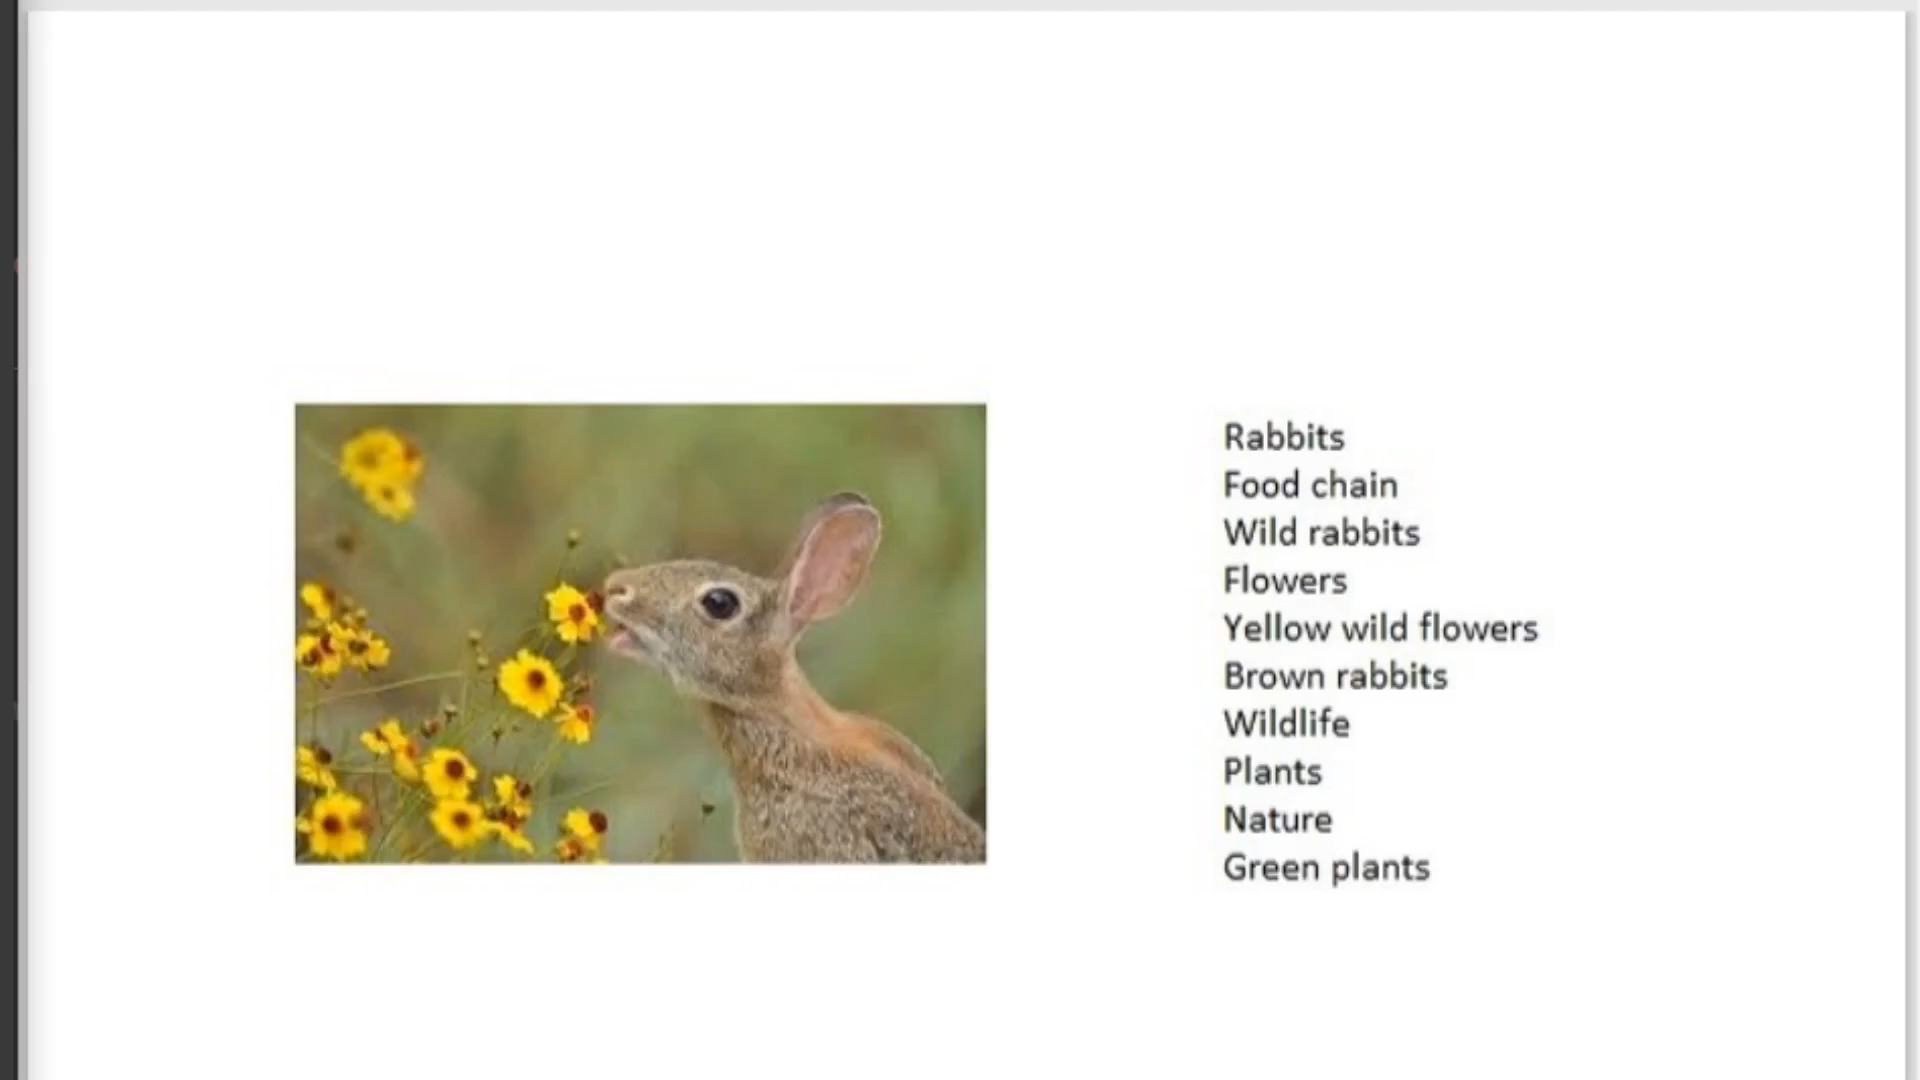 Rabbits
Food chain
Wild rabbits
Flowers
Yellow wild flowers
Brown rabbits
Wildlife
Plants
Nature
Green plants